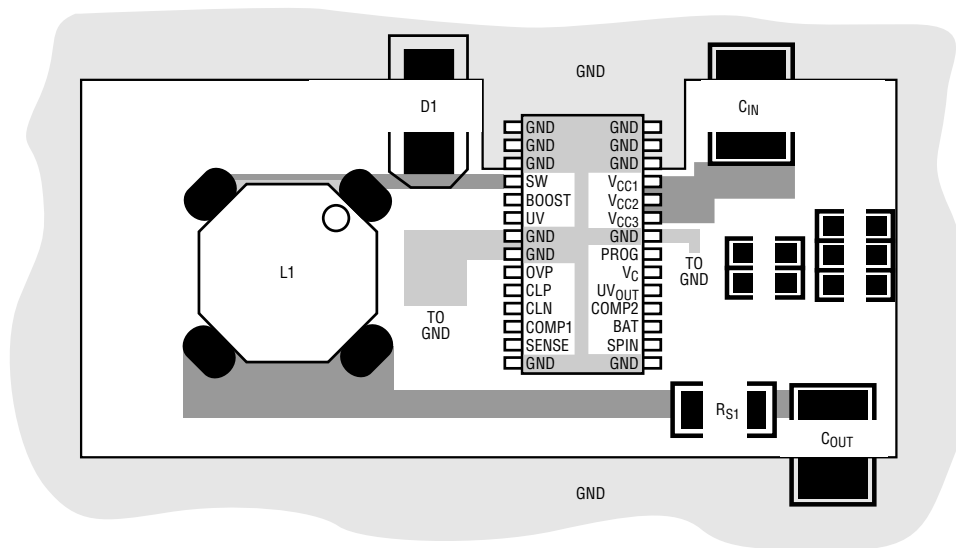 GND
D1
CIN
GND GND
GND GND
GND GND
SW VCC1
BOOST VCC2
UV VCC3
GND GND
GND PROG
OVP VC
CLP UVOUT
CLN COMP2
COMP1 BAT
SENSE SPIN
GND GND
L1
TO
GND
TO
GND
RS1
COUT
GND